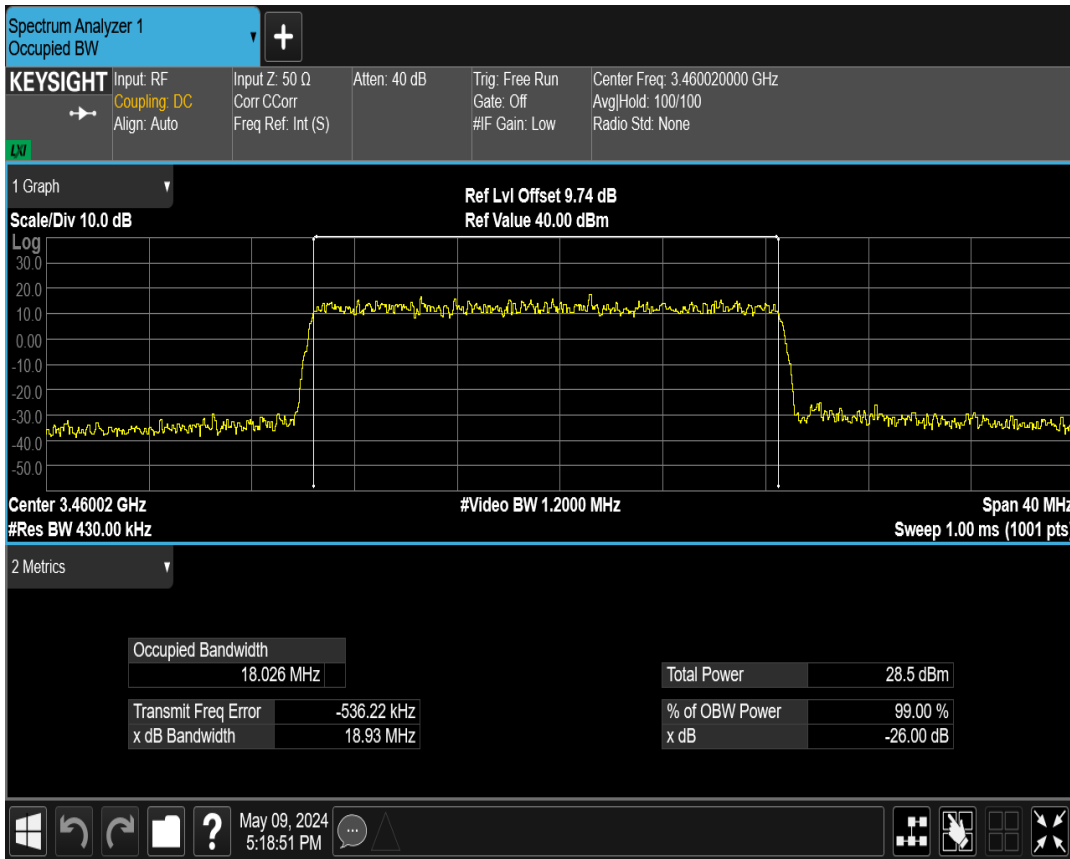 Spectrum Analyzer 1
Occupied BW
+
KEYSIGHT
LXI
Input: RF
Coupling: DC
Align: Auto
Input Z: 50 Ω
Corr CCorr
Freq Ref: Int (S)
Atten: 40 dB
Trig: Free Run
Gate: Off
#IF Gain: Low
Center Freq: 3.460020000 GHz
Avg|Hold: 100/100
Radio Std: None
1 Graph
Scale/Div 10.0 dB
Ref Lvl Offset 9.74 dB
Ref Value 40.00 dBm
Log
30.0
20.0
10.0
0.00
-10.0
-20.0
-30.0
-40.0
-50.0
Center 3.46002 GHz
#Res BW 430.00 kHz
#Video BW 1.2000 MHz
Span 40 MHz
Sweep 1.00 ms (1001 pts)
2 Metrics
Occupied Bandwidth
18.026 MHz
Transmit Freq Error -536.22 kHz
x dB Bandwidth 18.93 MHz
Total Power 28.5 dBm
% of OBW Power 99.00 %
x dB -26.00 dB
?
May 09, 2024
5:18:51 PM